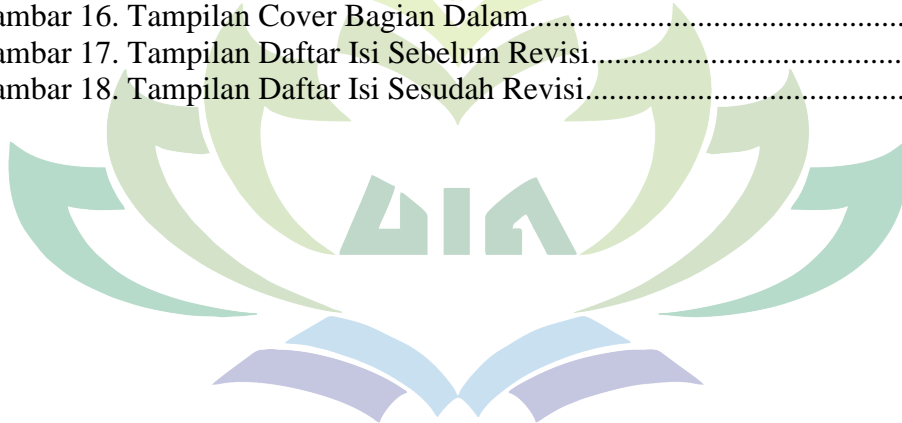 ambar 16. Tampilan Cover Bagian Dalam..........................................
ambar 17. Tampilan Daftar Isi Sebelum Revisi...................................
ambar 18. Tampilan Daftar Isi Sesudah Revisi...................................
UIN